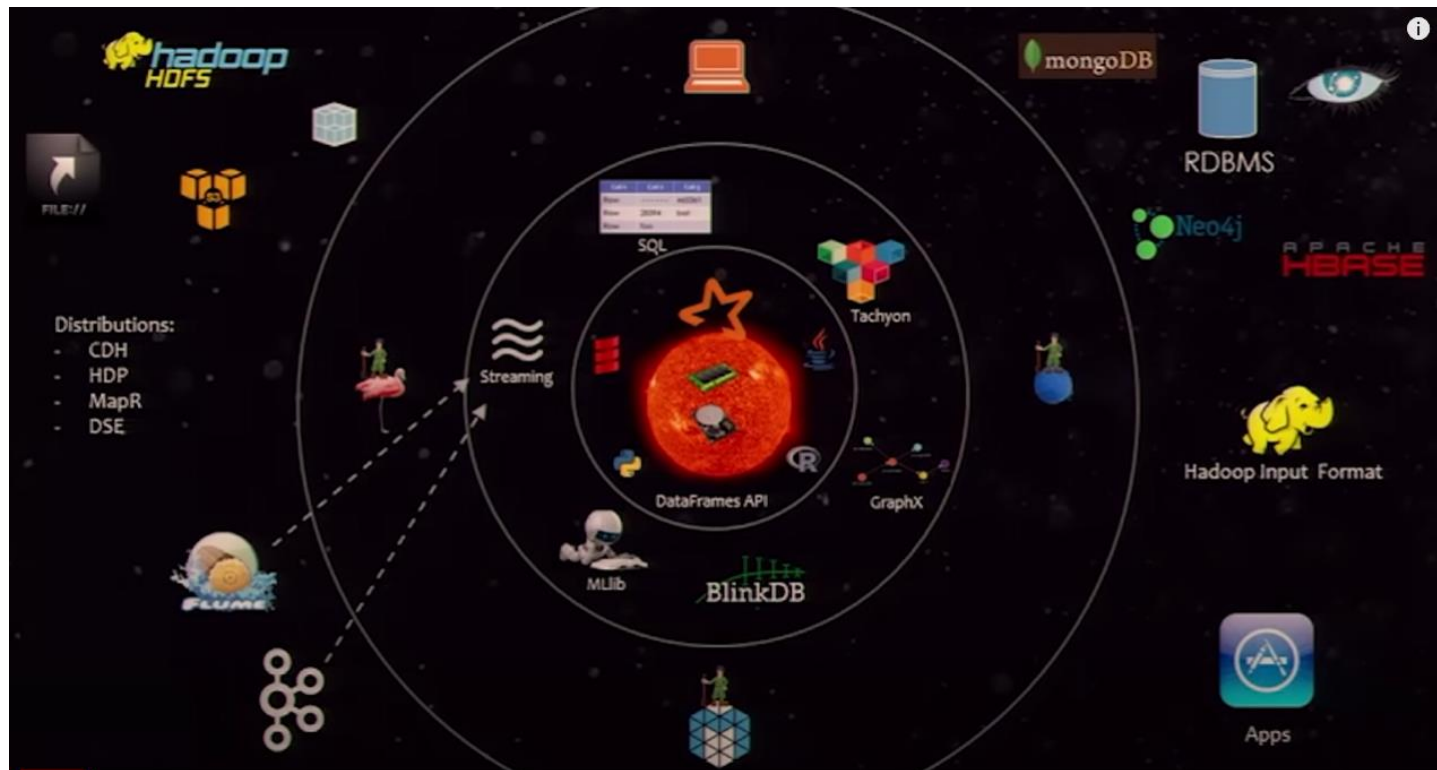 hadoop
HDFS
mongoDB
RDBMS
FILE://
SQL
Neo4j
APACHE
HBASE
Tachyon
Distributions:
- CDH
- HDP
- MapR
- DSE
Streaming
R
DataFrames API
GraphX
Hadoop Input Format
MLlib
BlinkDB
FLUME
Apps
i